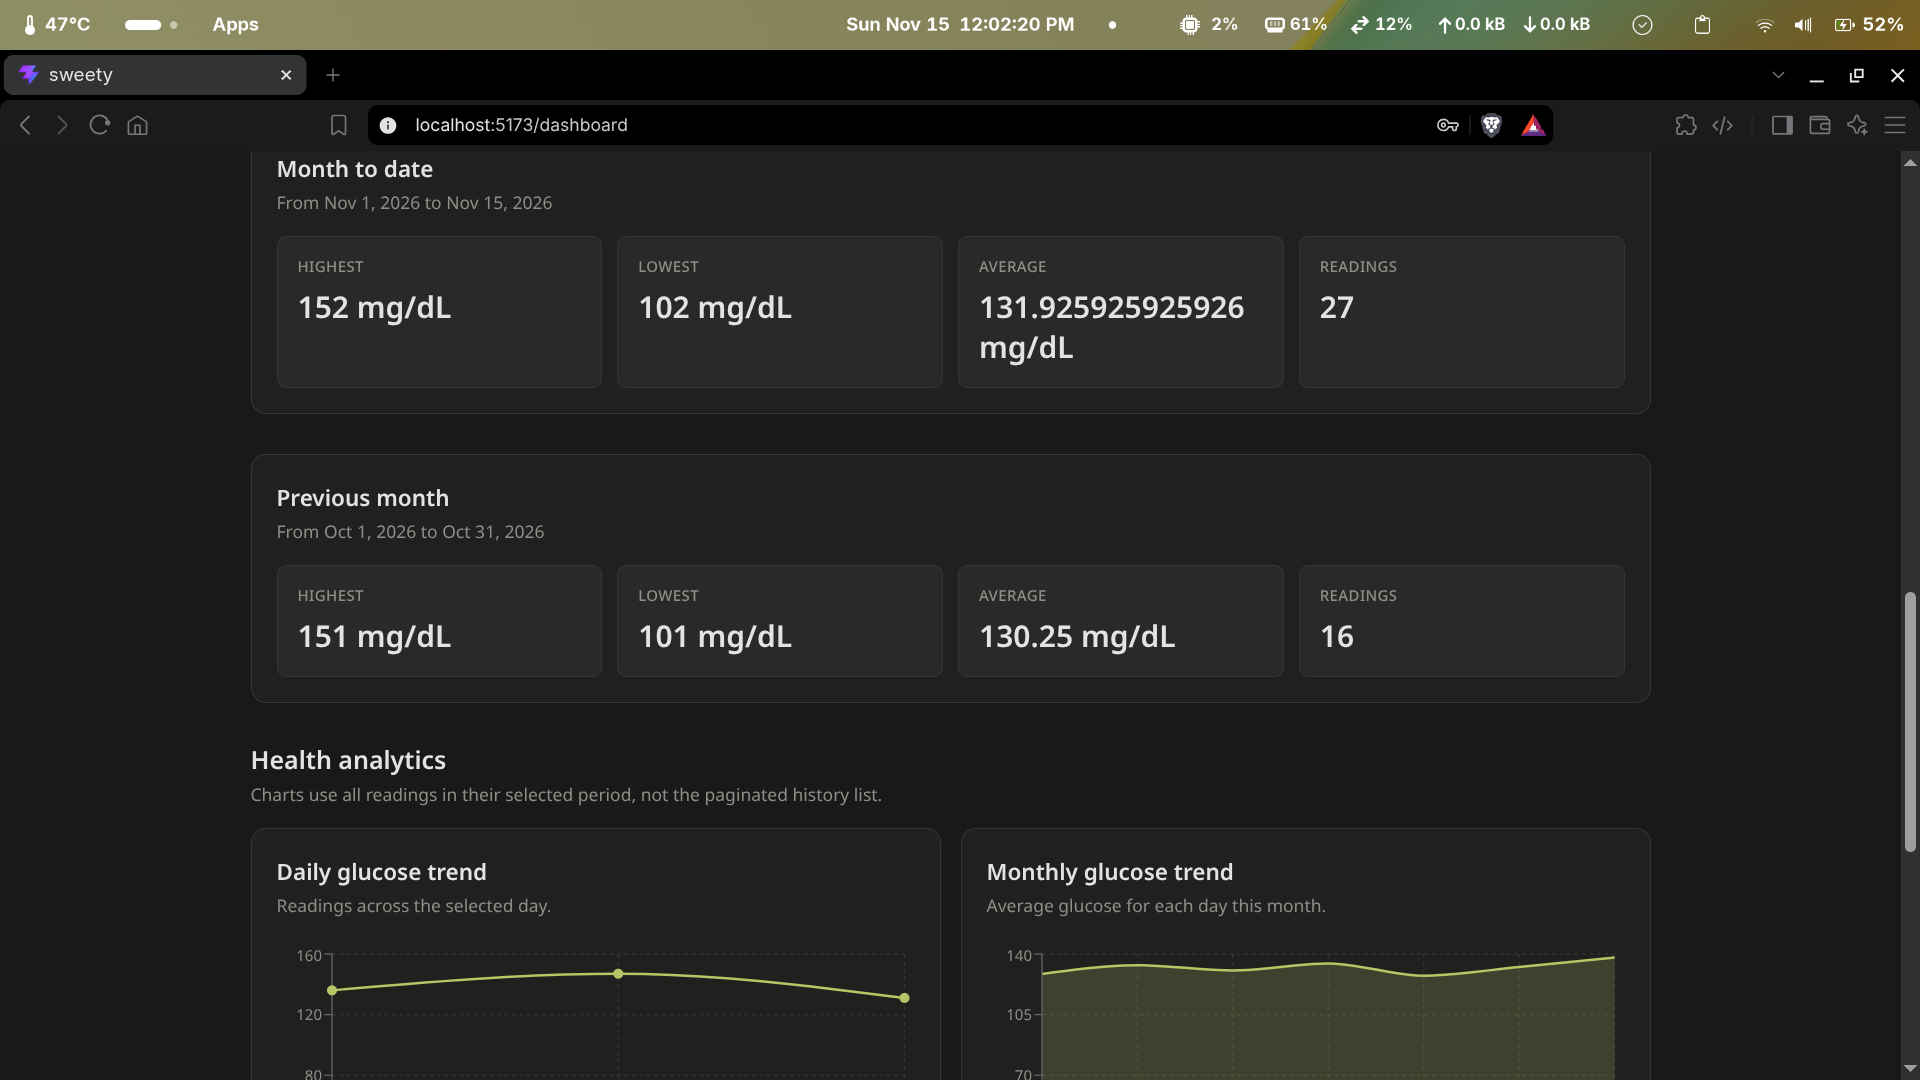 47°C
Apps
Sun Nov 15 12:02:20 PM
2%
61%
12%
0.0 kB
0.0 kB
52%
sweety
localhost:5173/dashboard
Month to date
From Nov 1, 2026 to Nov 15, 2026
HIGHEST
152 mg/dL
LOWEST
102 mg/dL
AVERAGE
131.925925925926
mg/dL
READINGS
27
Previous month
From Oct 1, 2026 to Oct 31, 2026
HIGHEST
151 mg/dL
LOWEST
101 mg/dL
AVERAGE
130.25 mg/dL
READINGS
16
Health analytics
Charts use all readings in their selected period, not the paginated history list.
Daily glucose trend
Readings across the selected day.
160
120
80
Monthly glucose trend
Average glucose for each day this month.
140
105
70